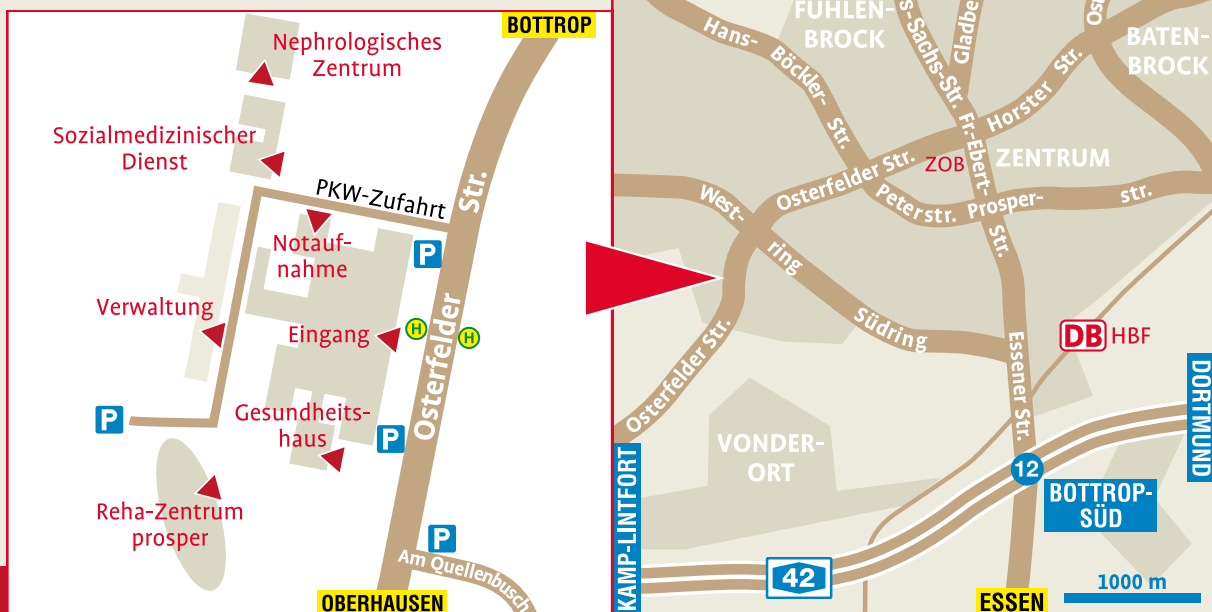 BOTTROP
Nephrologisches
Zentrum
Sozialmedizinischer
Dienst
PKW-Zufahrt
Str.
Notauf-
nahme
P
Verwaltung
Eingang
H
H
Osterfelder
P
Gesundheits-
haus
P
Reha-Zentrum
prosper
P
Am Quellenbusch
OBERHAUSEN
FUHLEN-
BROCK
Hans-
Böckler-
Str.
s-Sachs-Str.
Gladbe
Ost
BATEN-
BROCK
Horster Str.
Fr.-Ebert-
Str.
ZOB
ZENTRUM
Osterfelder Str.
Peterstr.
Prosper-
str.
West-
ring
Südring
Osterfelder Str.
Essener Str.
DB HBF
VONDER-
ORT
KAMP-LINTFORT
DORTMUND
12
BOTTROP-
SÜD
42
1000 m
ESSEN